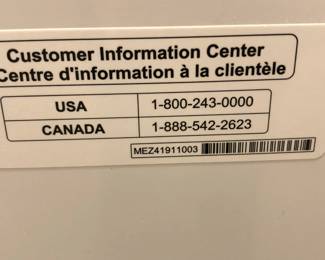 Customer Information Center
Centre d'information à la clientèle
USA 1-800-243-0000
CANADA 1-888-542-2623
MEZ41911003